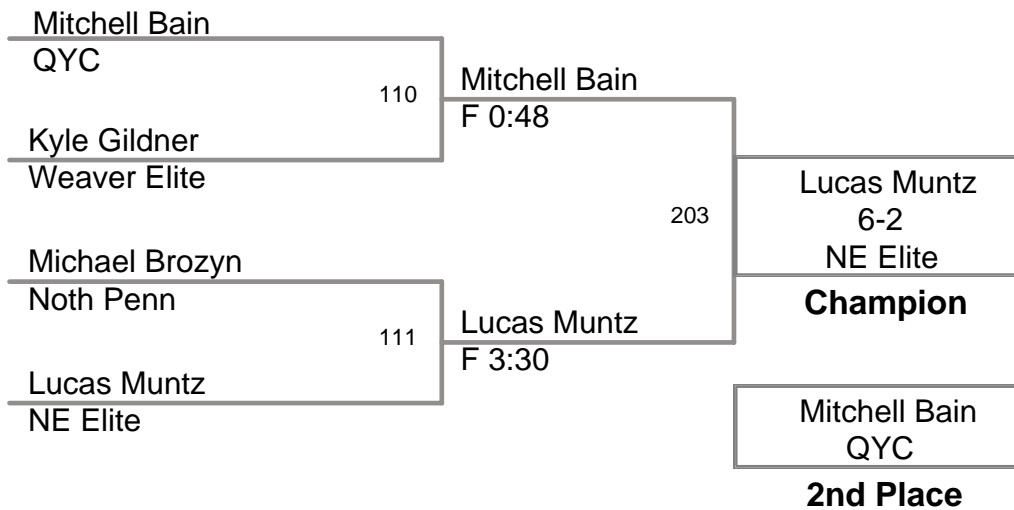 Mitchell Bain
QYC
110
Kyle Gildner
Weaver Elite
Mitchell Bain
F 0:48
203
Michael Brozyn
Noth Penn
111
Lucas Muntz
NE Elite
Lucas Muntz
F 3:30
Lucas Muntz
6-2
NE Elite
Champion
Mitchell Bain
QYC
2nd Place